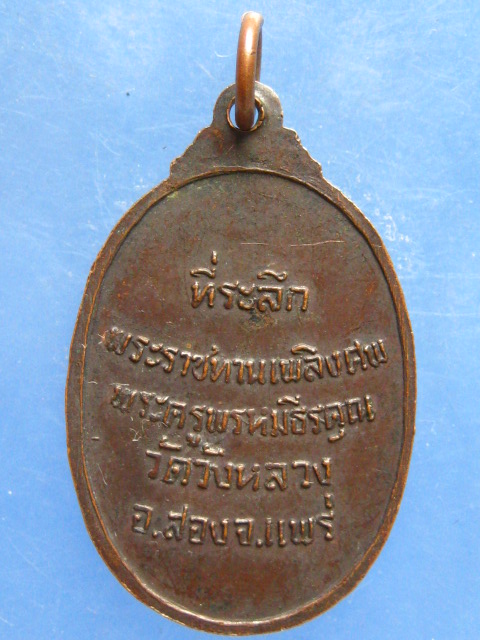 ที่ระลึก
พระราชทานเพลิงศพ
พระครูพรหมธีรคุณ
วัดวังหลวง
อ.สองจ.แพร่